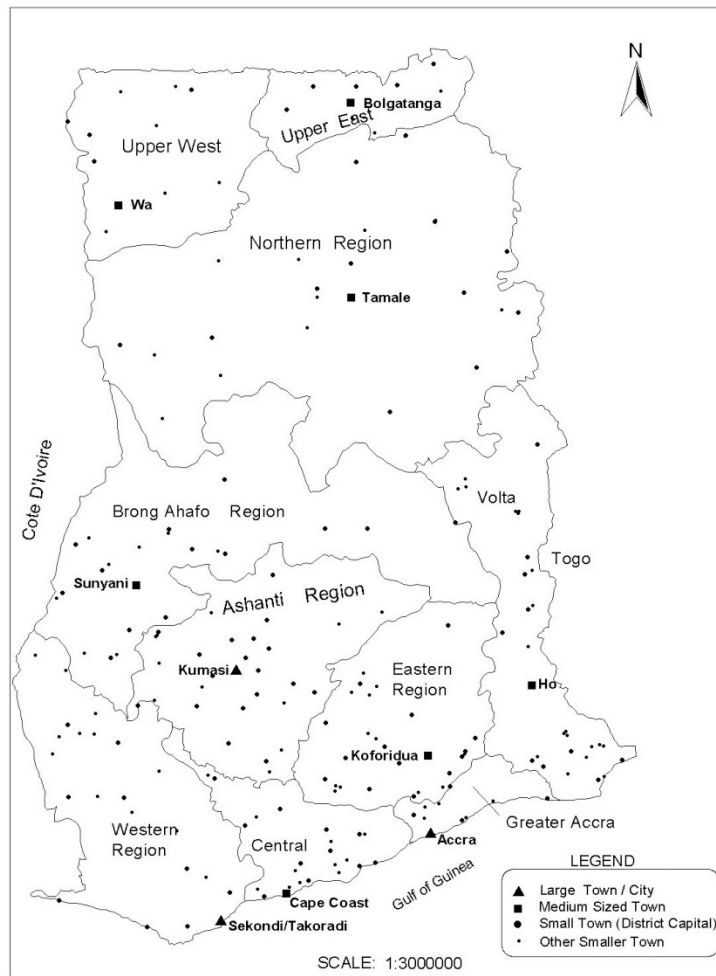 N
Bolgatanga
Upper East
Upper West
Wa
Northern Region
Tamale
Cote D'Ivoire
Volta
Brong Ahafo Region
Togo
Sunyani
Ashanti Region
Kumasi
Eastern
Region
Ho
Koforidua
Western
Region
Central
Greater Accra
Accra
Gulf of Guinea
Cape Coast
Sekondi/Takoradi
LEGEND
Large Town / City
Medium Sized Town
Small Town (District Capital)
Other Smaller Town
SCALE: 1:3000000